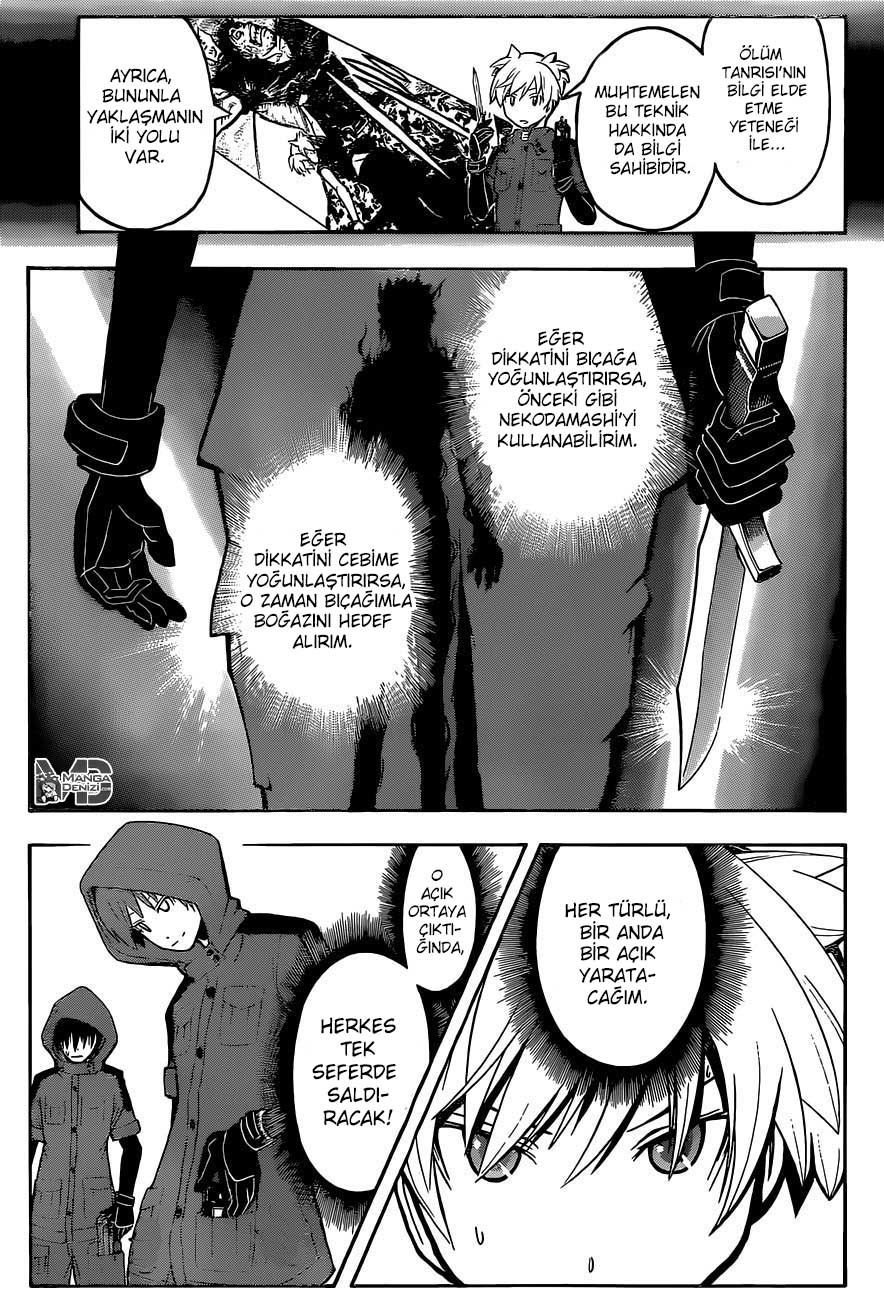 ÖLÜM
TANRISI'NIN
BİLGİ ELDE
ETME
YETENEĞİ
İLE...
MUHTEMELEN
BU TEKNİK
HAKKINDA
DA BİLGİ
SAHİBİDİR.
AYRICA,
BUNUNLA
YAKLAŞMANIN
İKİ YOLU
VAR.
EĞER
DİKKATİNİ BIÇAĞA
YOĞUNLAŞTIRIRSA,
ÖNCEKİ GİBİ
NEKODAMASHI'Yİ
KULLANABİLİRİM.
EĞER
DİKKATİNİ CEBİME
YOĞUNLAŞTIRIRSA,
O ZAMAN BIÇAĞIMLA
BOĞAZINI HEDEF
ALIRIM.
MANGA
DENİZİ.com
HER TÜRLÜ,
BİR ANDA
BİR AÇIK
YARATA-
CAĞIM.
O
AÇIK
ORTAYA
ÇIKTI-
ĞINDA,
HERKES
TEK
SEFERDE
SALDI-
RACAK!